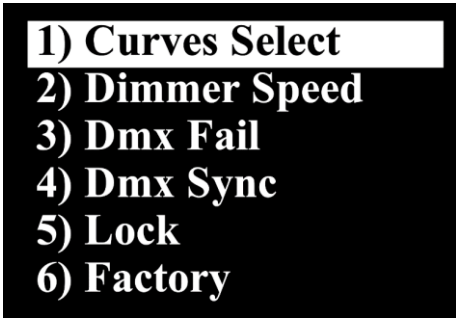 1) Curves Select
2) Dimmer Speed
3) Dmx Fail
4) Dmx Sync
5) Lock
6) Factory